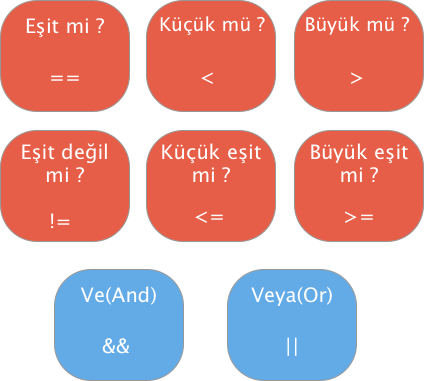 Eşit mi ?
==
Küçük mü ?
<
Büyük mü ?
>
Eşit değil
mi ?
!=
Küçük eşit
mi ?
<=
Büyük eşit
mi ?
>=
Ve(And)
&&
Veya(Or)
||